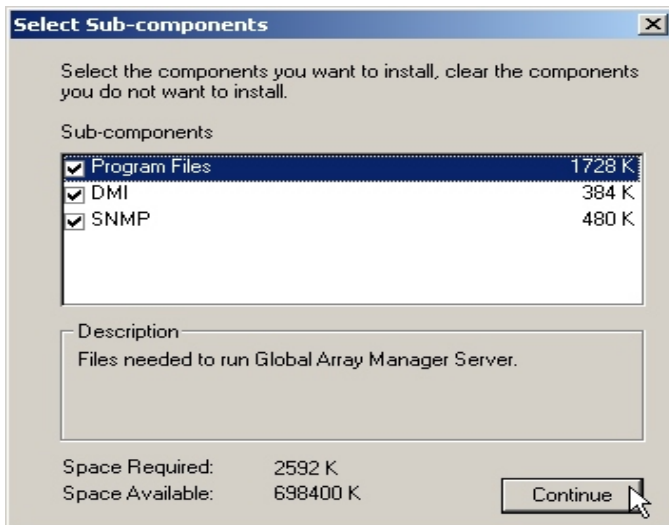 Select Sub-components
Select the components you want to install, clear the components
you do not want to install.
Sub-components
Program Files 1728 K
DMI 384 K
SNMP 480 K
Description
Files needed to run Global Array Manager Server.
Space Required: 2592 K
Space Available: 698400 K
Continue